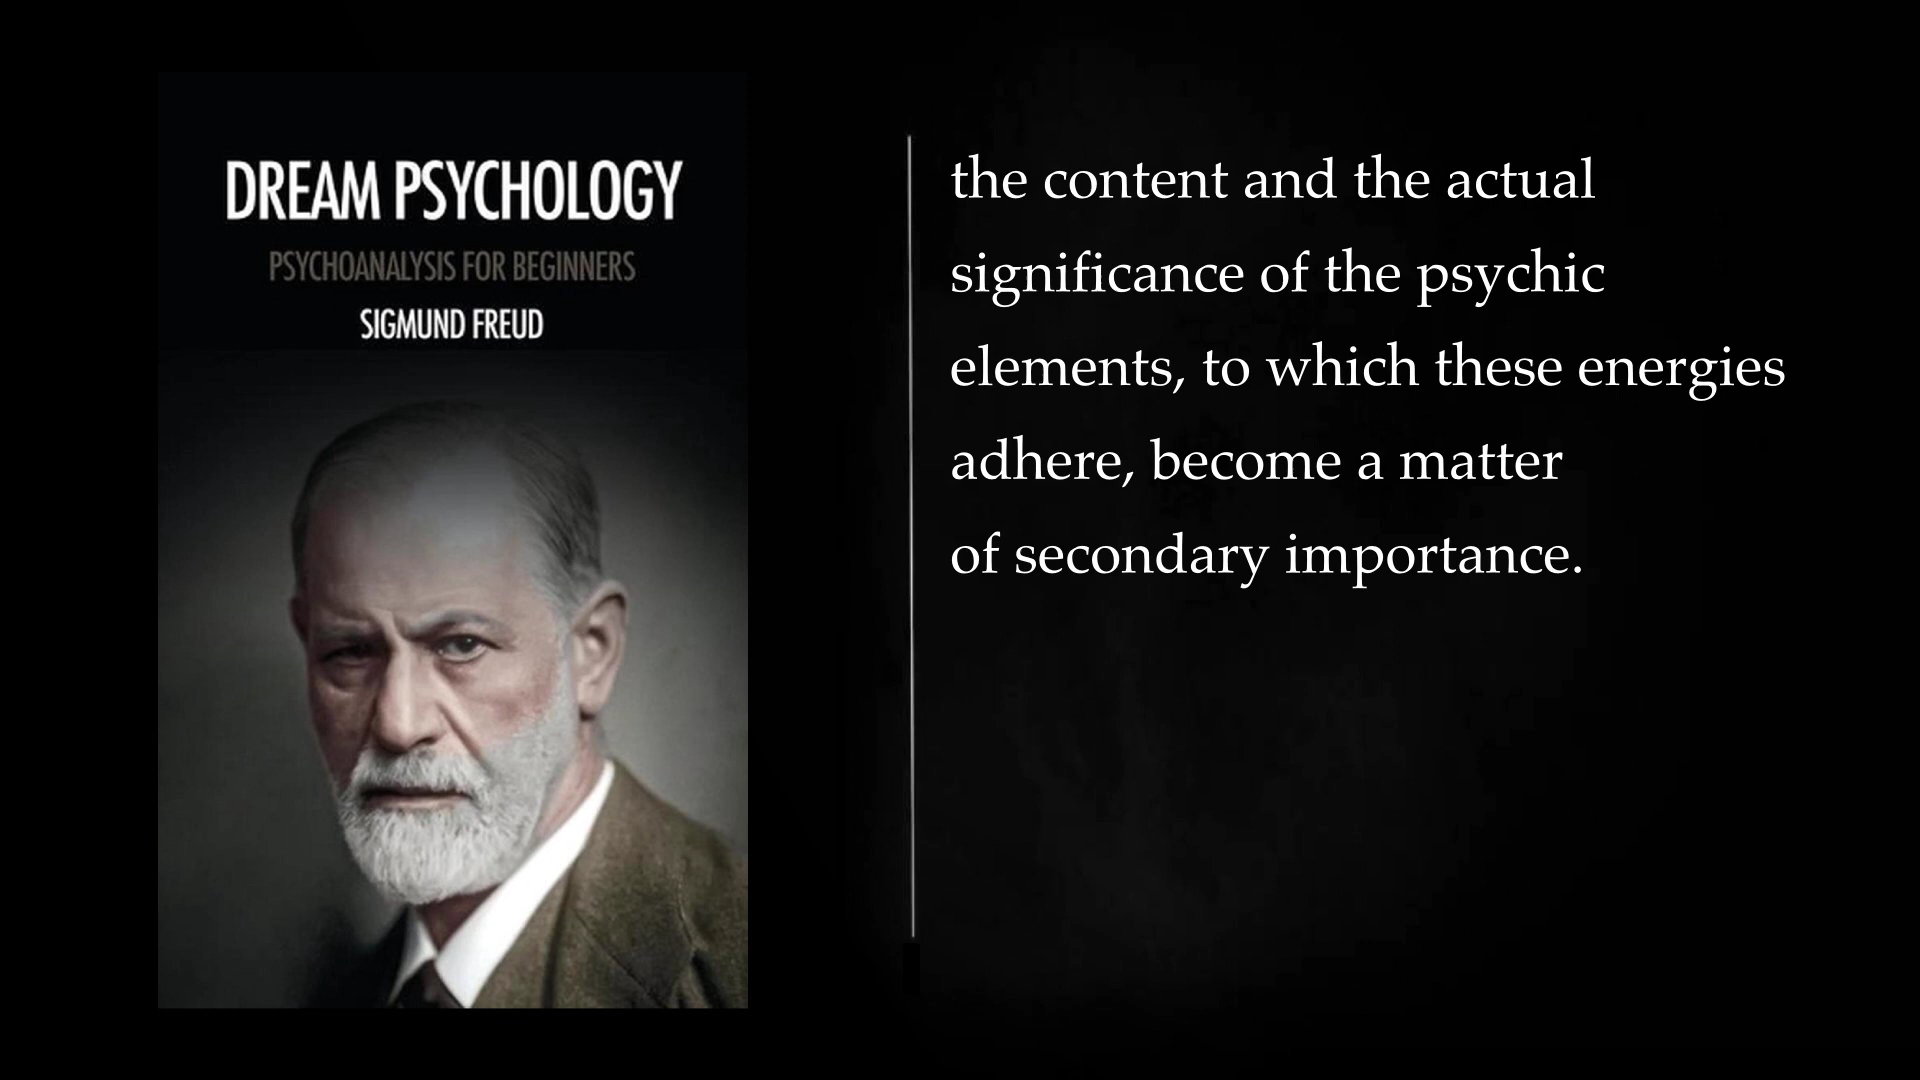 DREAM PSYCHOLOGY
PSYCHOANALYSIS FOR BEGINNERS
SIGMUND FREUD
the content and the actual
significance of the psychic
elements, to which these energies
adhere, become a matter
of secondary importance.